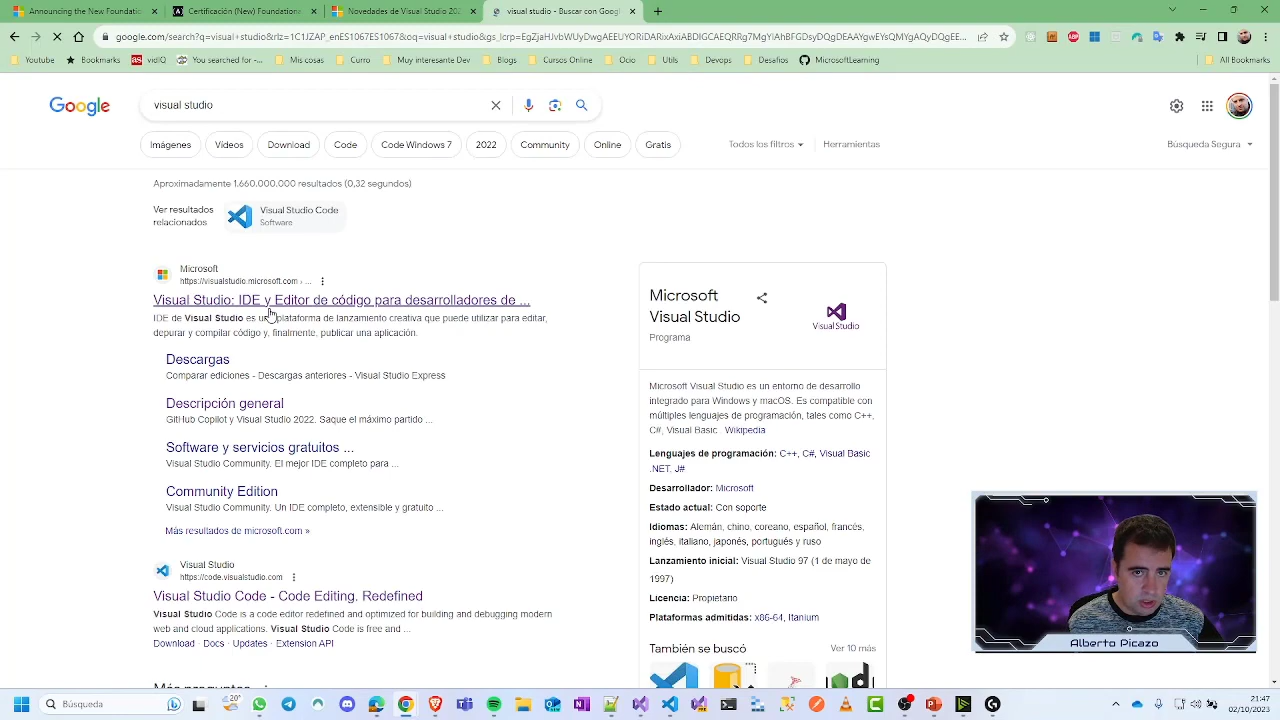 Announcing the New Foundationa
Certificación (New) Foundational
Novedades de Visual Studio 202
visual studio - Buscar con Googl
google.com/search?q=visual+studio&rlz=1C1JZAP_enES1067ES1067&oq=visual+studio&gs_lcrp=EgZjaHJvbWUyDwgAEEUYORiDARixAxiABDIGCAEQRRg7MgYIAhBFGDsyDQgDEAAYgwEYsQMYgAQyDQgEE...
Youtube
Bookmarks
vidIQ
You searched for -...
Mis cosas
Curro
Muy interesante Dev
Blogs
Cursos Online
Ocio
Utils
Devops
Desafios
MicrosoftLearning
All Bookmarks
Google
visual studio
Imágenes
Vídeos
Download
Code
Code Windows 7
2022
Community
Online
Gratis
Todos los filtros
Herramientas
Búsqueda Segura
Aproximadamente 1.660.000.000 resultados (0,32 segundos)
Ver resultados
relacionados
Visual Studio Code
Software
Microsoft
https://visualstudio.microsoft.com › ...
Visual Studio: IDE y Editor de código para desarrolladores de ...
IDE de Visual Studio es una plataforma de lanzamiento creativa que puede utilizar para editar,
depurar y compilar código y, finalmente, publicar una aplicación.
Descargas
Comparar ediciones - Descargas anteriores - Visual Studio Express
Descripción general
GitHub Copilot y Visual Studio 2022. Saque el máximo partido ...
Software y servicios gratuitos ...
Visual Studio Community. El mejor IDE completo para ...
Community Edition
Visual Studio Community. Un IDE completo, extensible y gratuito ...
Más resultados de microsoft.com »
Visual Studio
https://code.visualstudio.com
Visual Studio Code - Code Editing. Redefined
Visual Studio Code is a code editor redefined and optimized for building and debugging modern
web and cloud applications. Visual Studio Code is free and ...
Download · Docs · Updates · Extension API
Microsoft
Visual Studio
Programa
Visual Studio
Microsoft Visual Studio es un entorno de desarrollo
integrado para Windows y macOS. Es compatible con
múltiples lenguajes de programación, tales como C++,
C#, Visual Basic . Wikipedia
Lenguajes de programación: C++, C#, Visual Basic
.NET, J#
Desarrollador: Microsoft
Estado actual: Con soporte
Idiomas: Alemán, chino, coreano, español, francés,
inglés, italiano, japonés, portugués y ruso
Lanzamiento inicial: Visual Studio 97 (1 de mayo de
1997)
Licencia: Propietario
Plataformas admitidas: x86-64, Itanium
También se buscó
Ver 10 más
Alberto Picazo
Búsqueda
20°
21:47
02/10/2023